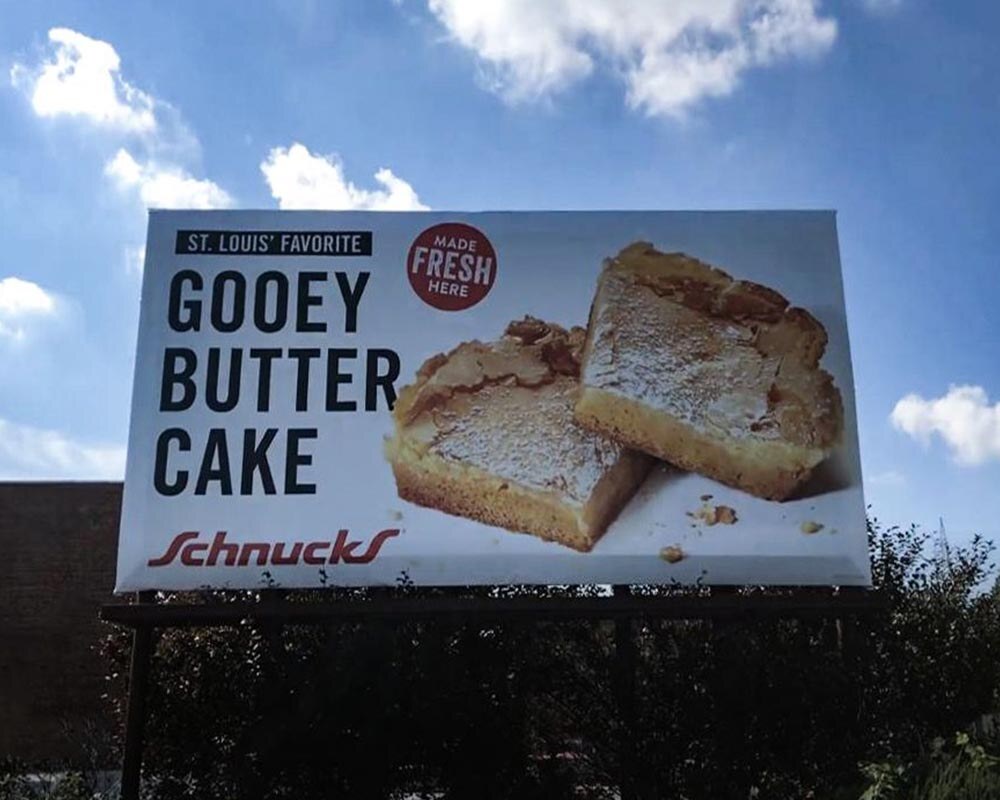 ST. LOUIS' FAVORITE
GOOEY
BUTTER
CAKE
MADE
FRESH
HERE
Schnucks